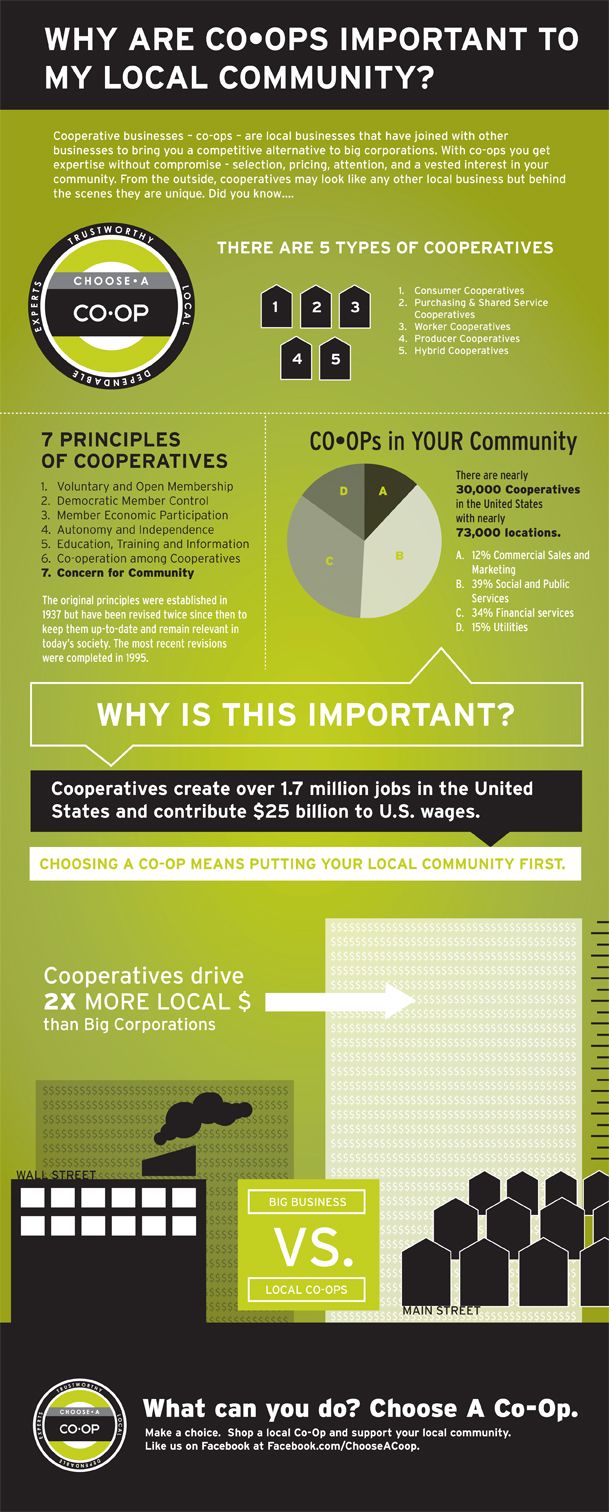 WHY ARE CO•OPS IMPORTANT TO
MY LOCAL COMMUNITY?
Cooperative businesses – co-ops – are local businesses that have joined with other
businesses to bring you a competitive alternative to big corporations. With co-ops you get
expertise without compromise - selection, pricing, attention, and a vested interest in your
community. From the outside, cooperatives may look like any other local business but behind
the scenes they are unique. Did you know....
TRUSTWORTHY
LOCAL
DEPENDABLE
EXPERTS
CHOOSE•A
CO•OP
THERE ARE 5 TYPES OF COOPERATIVES
1
2
3
4
5
1. Consumer Cooperatives
2. Purchasing & Shared Service
Cooperatives
3. Worker Cooperatives
4. Producer Cooperatives
5. Hybrid Cooperatives
7 PRINCIPLES
OF COOPERATIVES
1. Voluntary and Open Membership
2. Democratic Member Control
3. Member Economic Participation
4. Autonomy and Independence
5. Education, Training and Information
6. Co-operation among Cooperatives
7. Concern for Community
The original principles were established in
1937 but have been revised twice since then to
keep them up-to-date and remain relevant in
today's society. The most recent revisions
were completed in 1995.
CO•OPs in YOUR Community
A
B
C
D
There are nearly
30,000 Cooperatives
in the United States
with nearly
73,000 locations.
A. 12% Commercial Sales and
Marketing
B. 39% Social and Public
Services
C. 34% Financial services
D. 15% Utilities
WHY IS THIS IMPORTANT?
Cooperatives create over 1.7 million jobs in the United
States and contribute $25 billion to U.S. wages.
CHOOSING A CO-OP MEANS PUTTING YOUR LOCAL COMMUNITY FIRST.
Cooperatives drive
2X MORE LOCAL $
than Big Corporations
WALL STREET
BIG BUSINESS
VS.
LOCAL CO-OPS
MAIN STREET
TRUSTWORTHY
LOCAL
DEPENDABLE
EXPERTS
CHOOSE•A
CO•OP
What can you do? Choose A Co-Op.
Make a choice. Shop a local Co-Op and support your local community.
Like us on Facebook at Facebook.com/ChooseACoop.